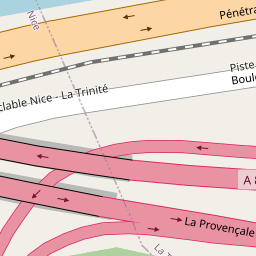 Nice
Pénétra
Piste
clable Nice - La Trinité
Boule
A 8
La Provençale
La T